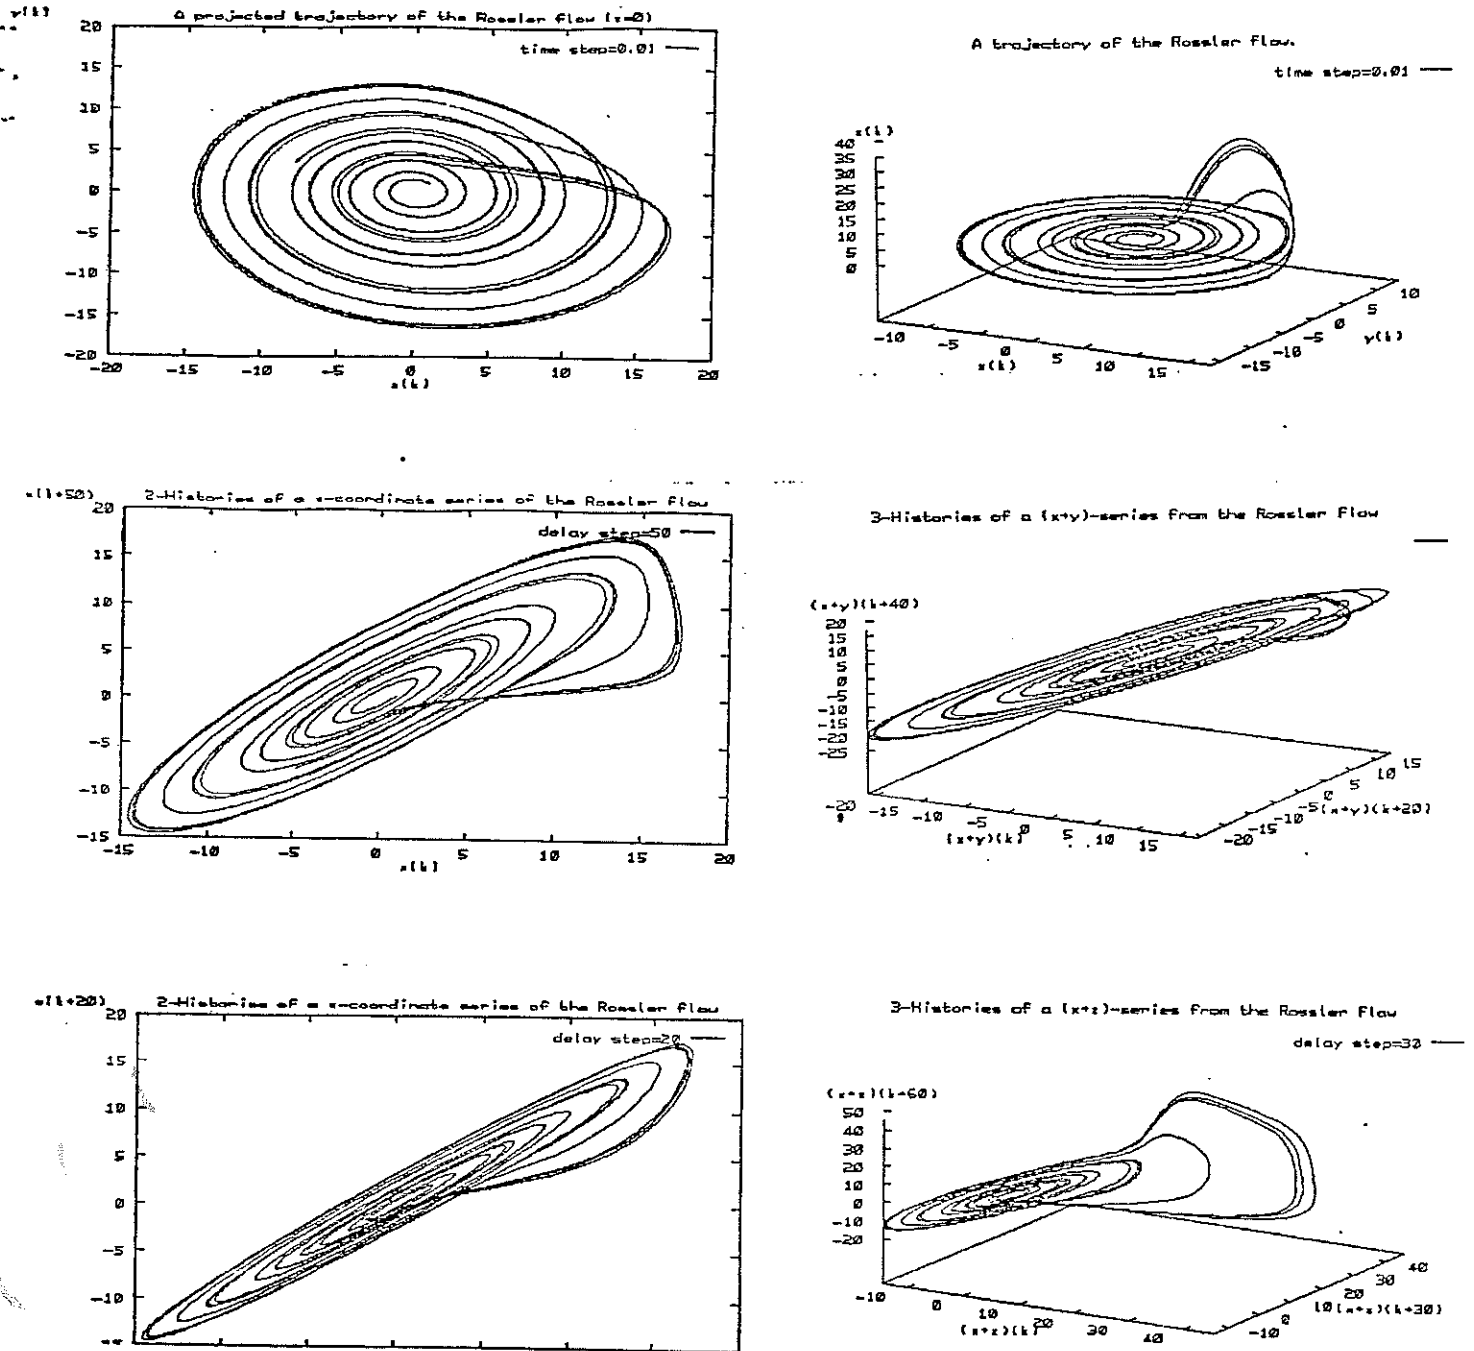 y(k)
A projected trajectory of the Rossler flow (z=0)
time step=0.01
20
15
10
5
0
-5
-10
-15
-20
-20 -15 -10 -5 0 5 10 15 20
x(k)
A trajectory of the Rossler flow.
time step=0.01
z(k)
40
35
30
25
20
15
10
5
0
-10 -5 0 5 10 15
x(k)
-15 -10 -5 0 5 10
y(k)
x(k+50)
2-Histories of a x-coordinate series of the Rossler flow
delay step=50
20
15
10
5
0
-5
-10
-15
-15 -10 -5 0 5 10 15 20
x(k)
3-Histories of a (x+y)-series from the Rossler flow
(x+y)(k+40)
20
15
10
5
0
-5
-10
-15
-20
-25
-20 -15 -10 -5 0 5 10 15
(x+y)(k)
-20 -15 -10 -5 0 5 10 15
(x+y)(k+20)
x(k+20)
2-Histories of a x-coordinate series of the Rossler flow
delay step=20
20
15
10
5
0
-5
-10
3-Histories of a (x+z)-series from the Rossler flow
delay step=30
(x+z)(k+60)
50
40
30
20
10
0
-10
-20
-10 0 10 20 30 40
(x+z)(k)
-10 0 10 20 30 40
(x+z)(k+30)